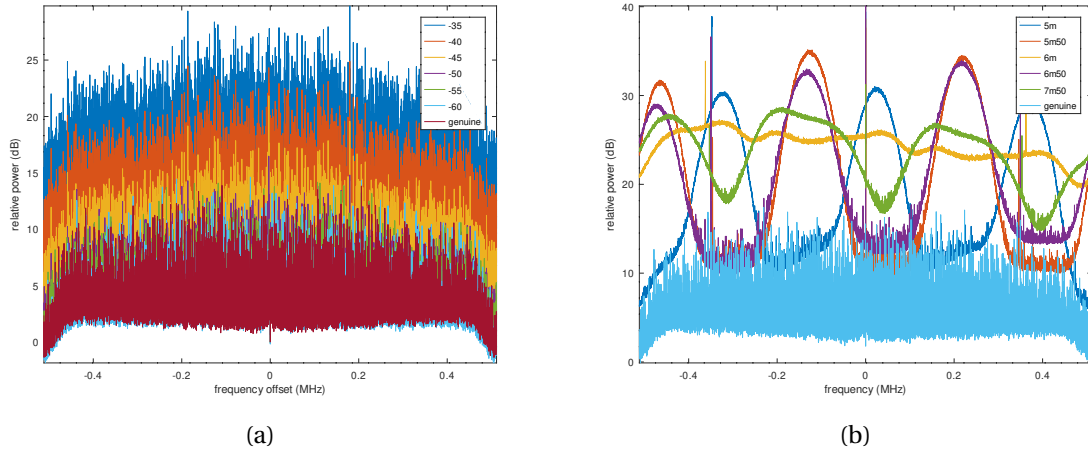 -35
-40
-45
-50
-55
-60
genuine
25
20
15
10
5
0
relative power (dB)
-0.4
-0.2
0
0.2
0.4
frequency offset (MHz)
(a)
5m
5m50
6m
6m50
7m50
genuine
40
30
20
10
0
relative power (dB)
-0.4
-0.2
0
0.2
0.4
frequency (MHz)
(b)